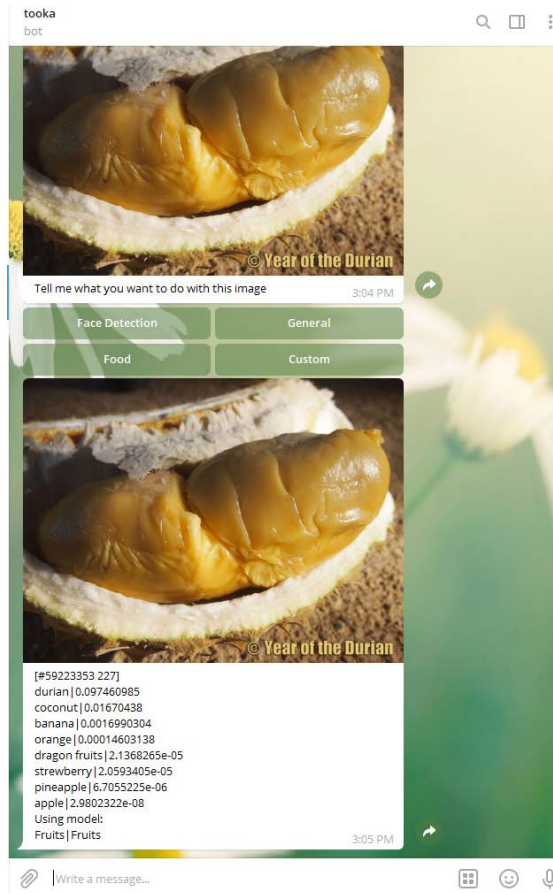 tooka
bot
© Year of the Durian
Tell me what you want to do with this image
3:04 PM
Face Detection
General
Food
Custom
© Year of the Durian
[#59223353 227]
durian|0.097460985
coconut|0.01670438
banana|0.0016990304
orange|0.00014603138
dragon fruits|2.1368265e-05
strewberry|2.0593405e-05
pineapple|6.7055225e-06
apple|2.9802322e-08
Using model:
Fruits|Fruits
3:05 PM
Write a message...